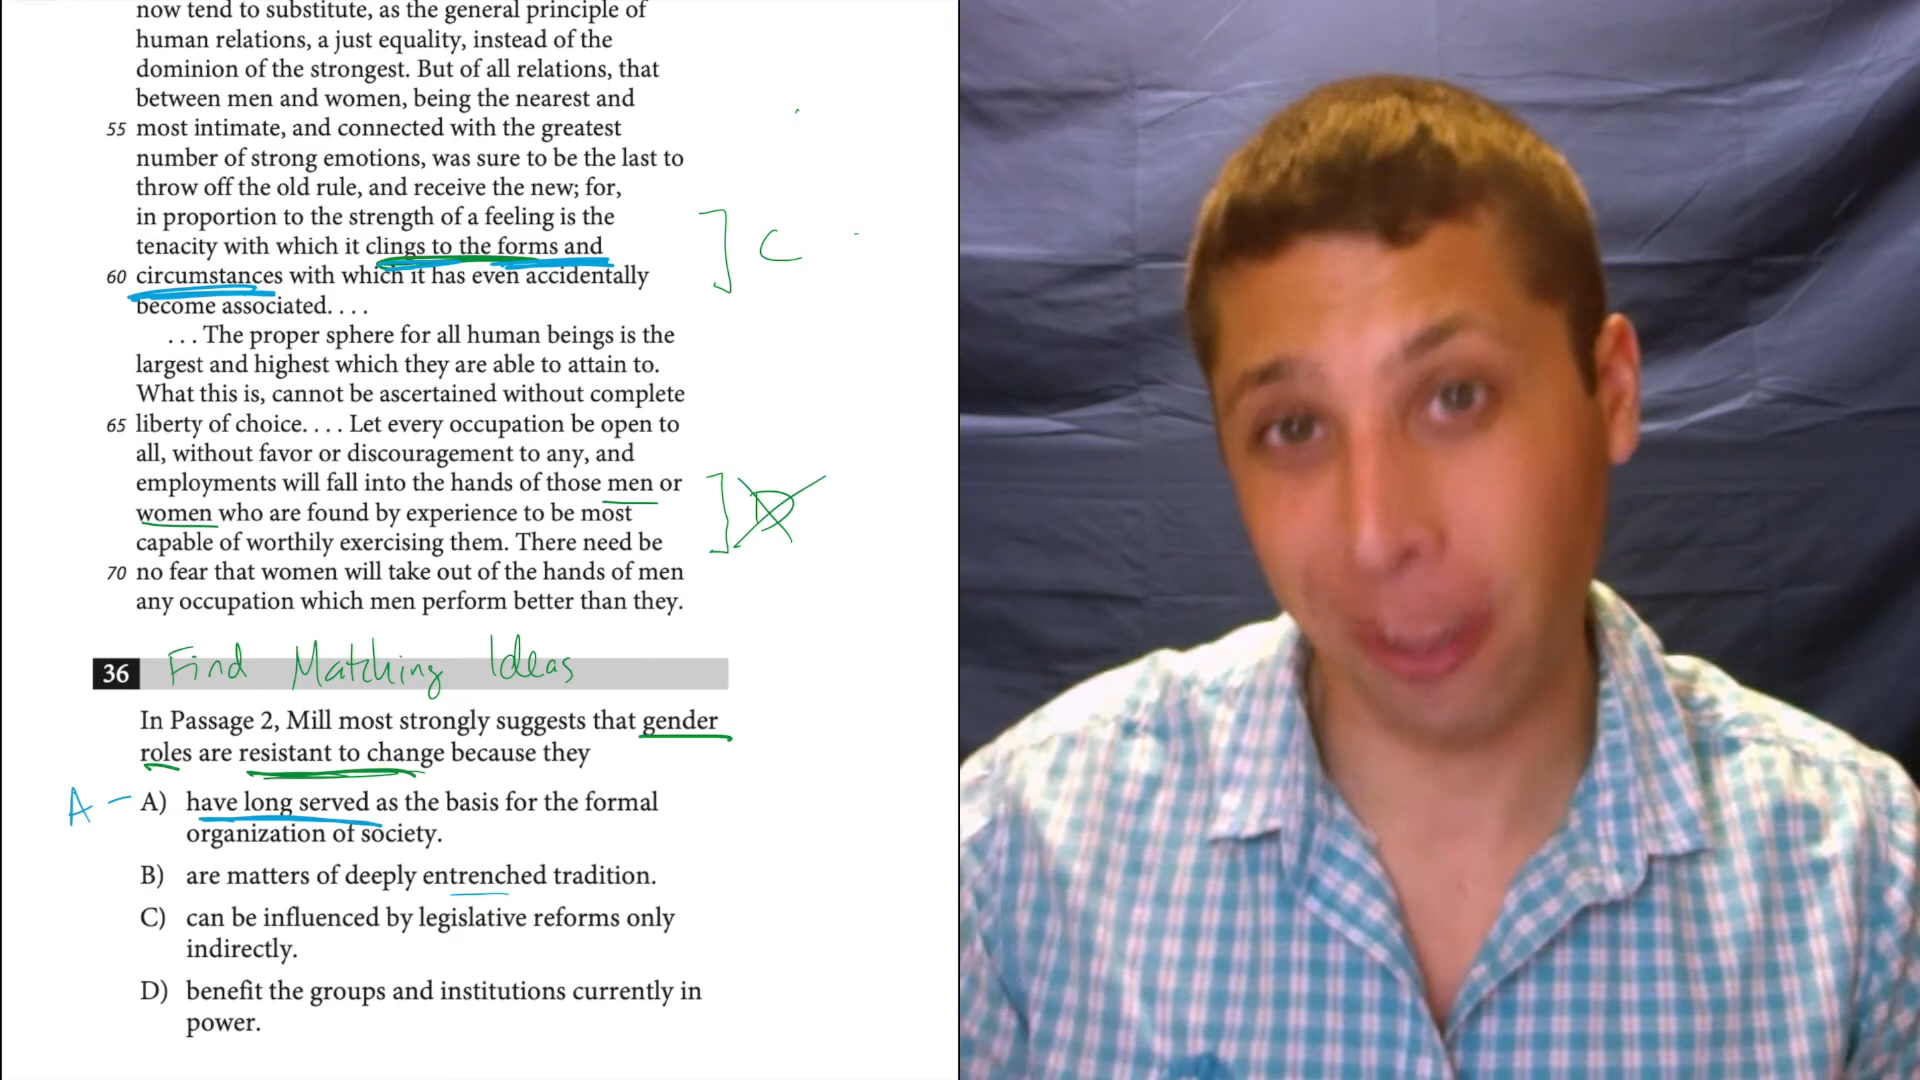 now tend to substitute, as the general principle of
human relations, a just equality, instead of the
dominion of the strongest. But of all relations, that
between men and women, being the nearest and
55 most intimate, and connected with the greatest
number of strong emotions, was sure to be the last to
throw off the old rule, and receive the new; for,
in proportion to the strength of a feeling is the
tenacity with which it clings to the forms and
60 circumstances with which it has even accidentally
become associated. . . .
. . . The proper sphere for all human beings is the
largest and highest which they are able to attain to.
What this is, cannot be ascertained without complete
65 liberty of choice. . . . Let every occupation be open to
all, without favor or discouragement to any, and
employments will fall into the hands of those men or
women who are found by experience to be most
capable of worthily exercising them. There need be
70 no fear that women will take out of the hands of men
any occupation which men perform better than they.
] C
] D
36 Find Matching Ideas
In Passage 2, Mill most strongly suggests that gender
roles are resistant to change because they
A – A) have long served as the basis for the formal
organization of society.
B) are matters of deeply entrenched tradition.
C) can be influenced by legislative reforms only
indirectly.
D) benefit the groups and institutions currently in
power.